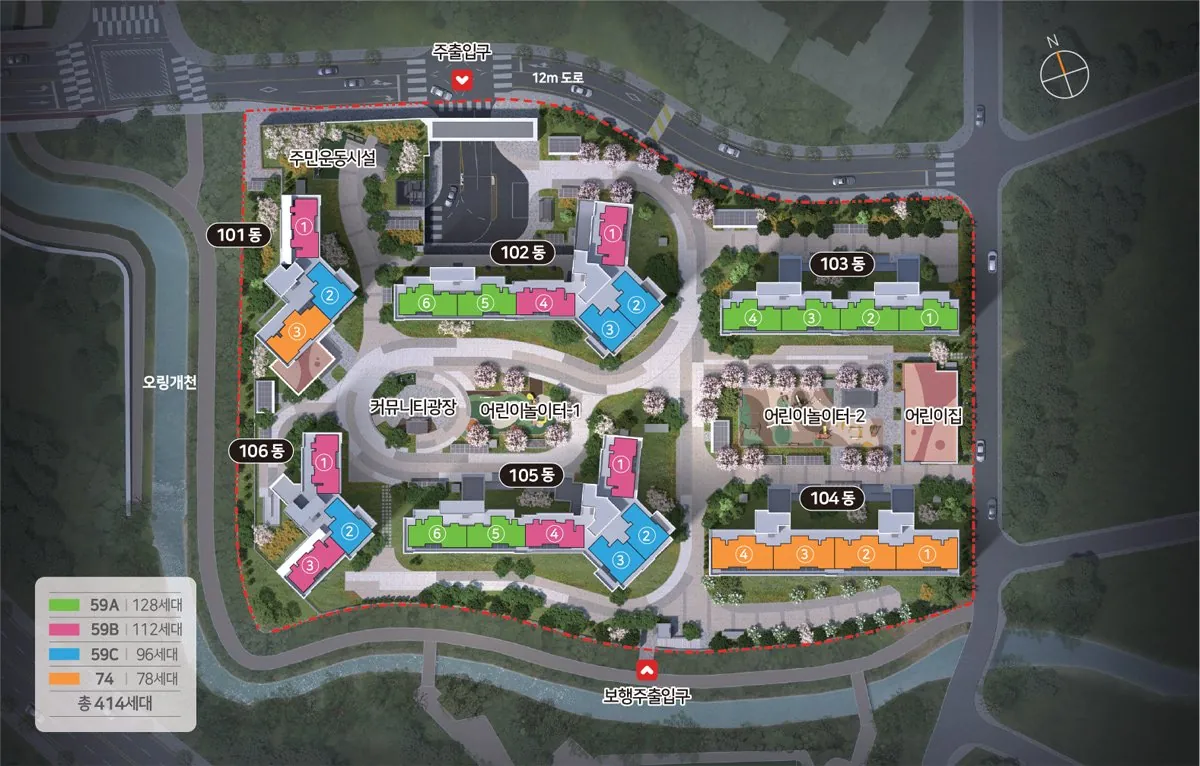 주출입구
12m 도로
N
주민운동시설
101동
①
②
③
102동
①
②
③
④
⑤
⑥
103동
④
③
②
①
오링개천
커뮤니티광장
어린이놀이터-1
어린이놀이터-2
어린이집
106동
①
②
③
105동
①
②
③
④
⑤
⑥
104동
④
③
②
①
59A | 128세대
59B | 112세대
59C | 96세대
74 | 78세대
총 414세대
보행주출입구